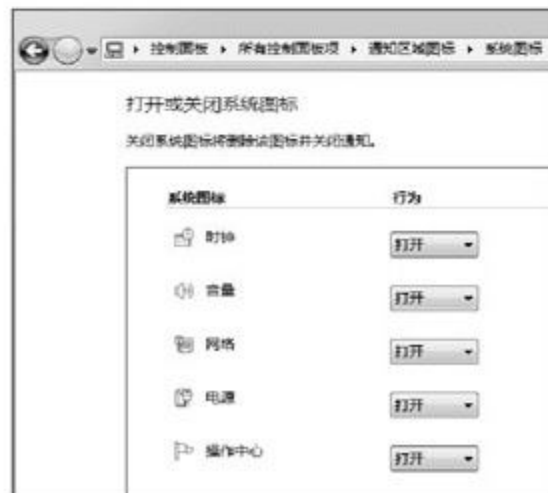 控制面板 ▸ 所有控制面板项 ▸ 通知区域图标 ▸ 系统图标
打开或关闭系统图标
关闭系统图标将删除该图标并关闭通知。
系统图标 行为
时钟 打开
音量 打开
网络 打开
电源 打开
操作中心 打开